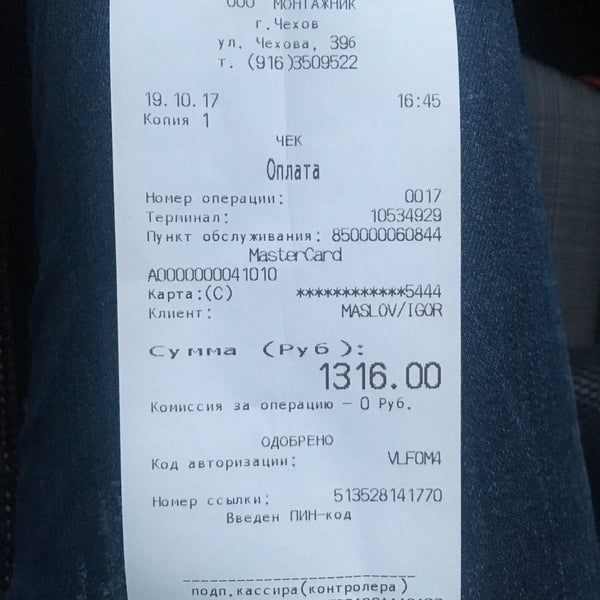 ООО МОНТАЖНИК
г.Чехов
ул. Чехова, 39б
т. (916)3509522
19.10.17 16:45
Копия 1
ЧЕК
Оплата
Номер операции: 0017
Терминал: 10534929
Пункт обслуживания: 850000060844
MasterCard
A0000000041010
Карта:(C) ************5444
Клиент: MASLOV/IGOR
Сумма (Руб):
1316.00
Комиссия за операцию – 0 Руб.
ОДОБРЕНО
Код авторизации: VLFOM4
Номер ссылки: 513528141770
Введен ПИН-код
подп.кассира(контролера)